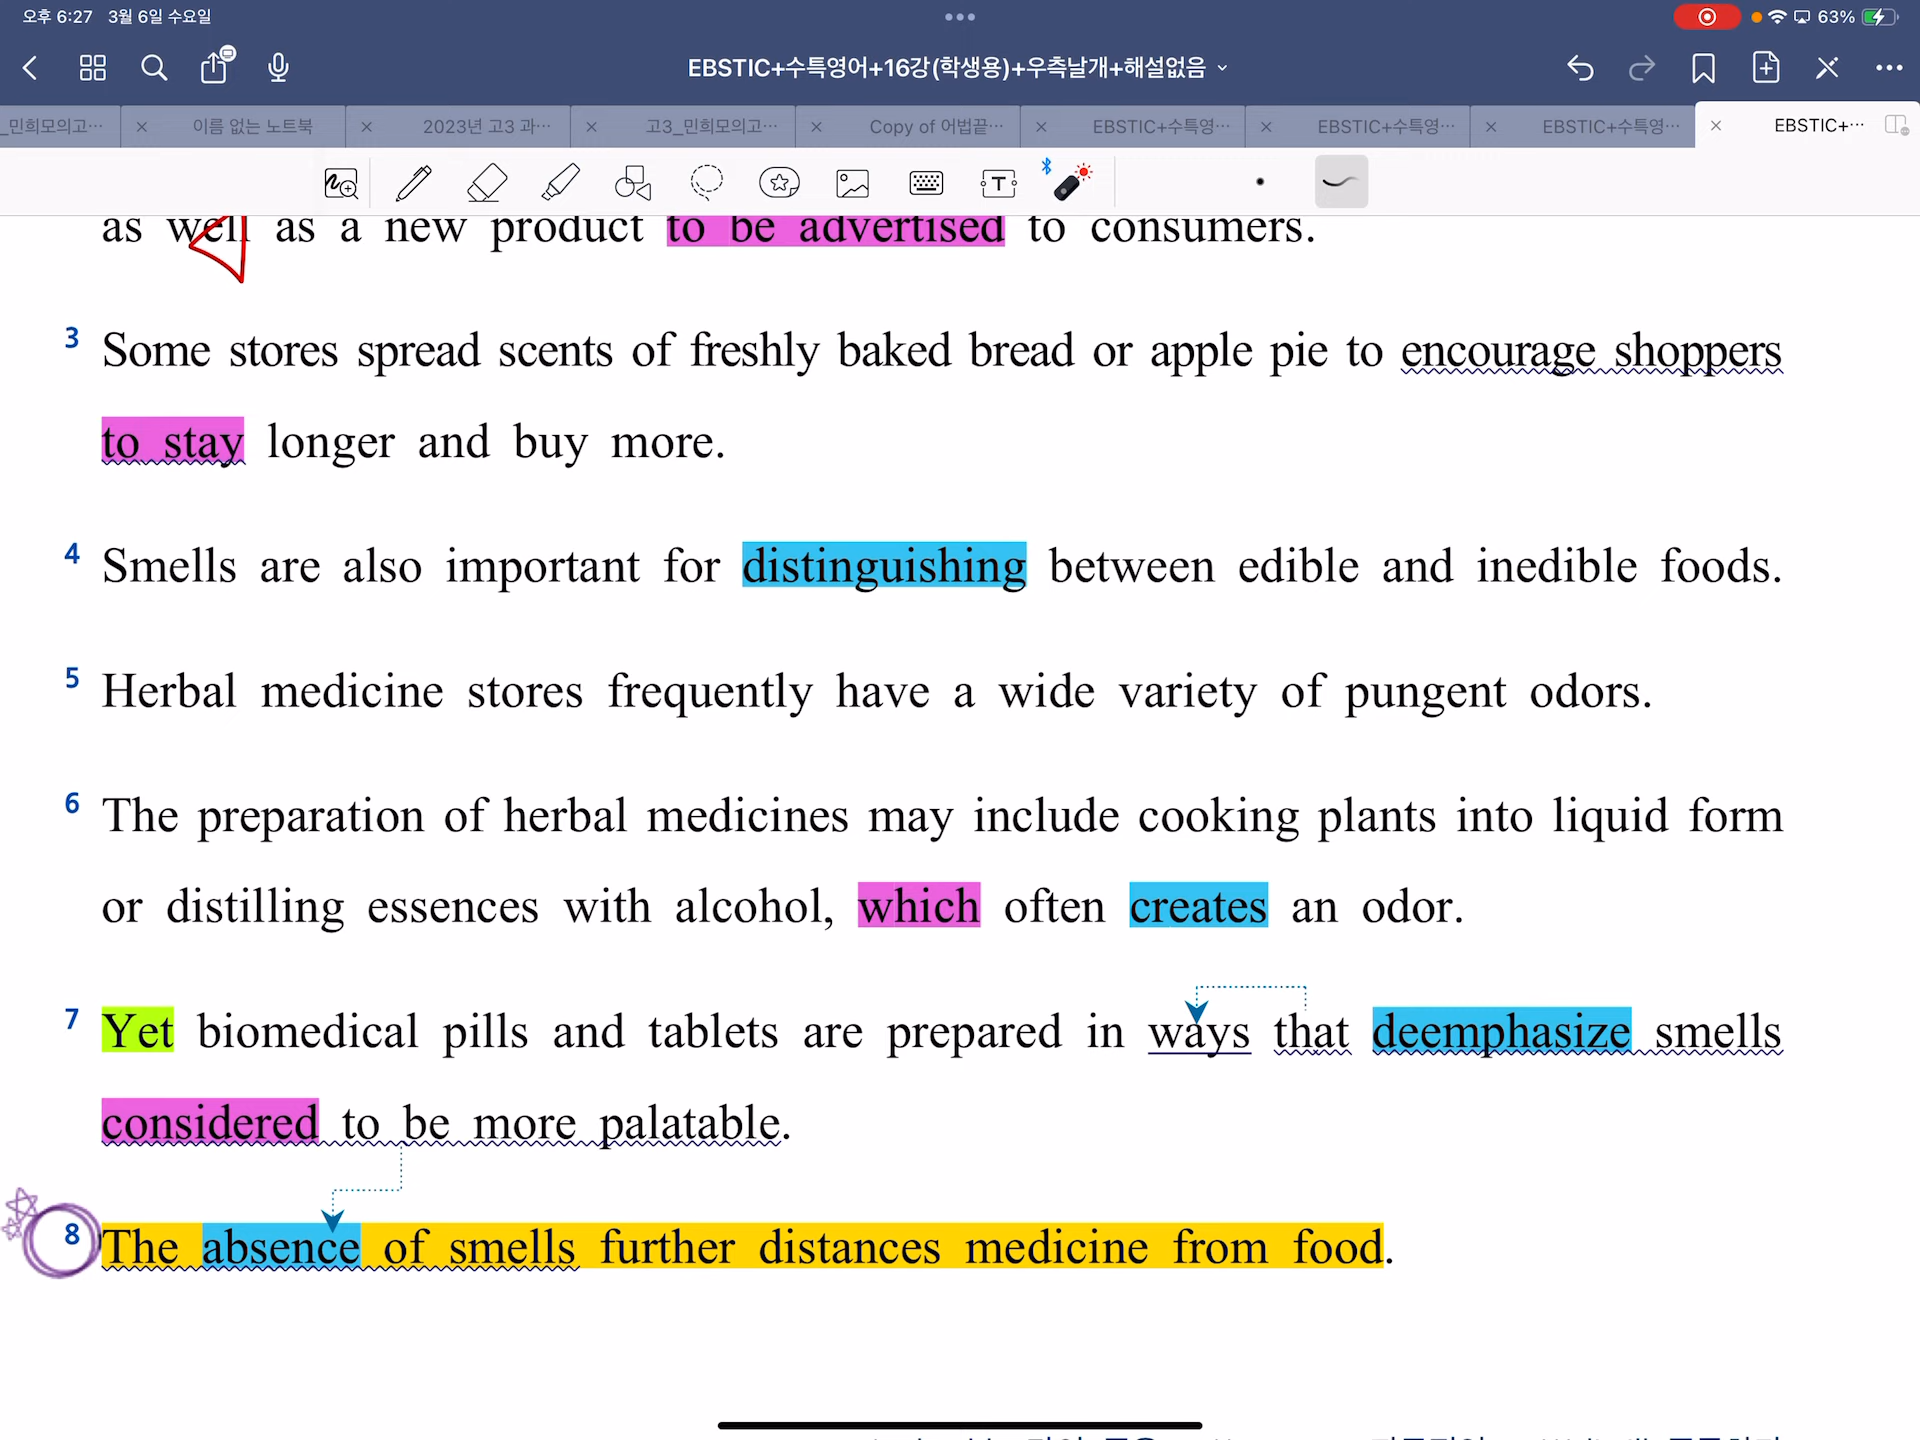 오후 6:27 3월 6일 수요일
63%
EBSTIC+수특영어+16강(학생용)+우측날개+해설없음
_민희모의고… 이름 없는 노트북 2023년 고3 과… 고3_민희모의고… Copy of 어법끝… EBSTIC+수특영… EBSTIC+수특영… EBSTIC+수특영… EBSTIC+…
as well as a new product to be advertised to consumers.
3 Some stores spread scents of freshly baked bread or apple pie to encourage shoppers
to stay longer and buy more.
4 Smells are also important for distinguishing between edible and inedible foods.
5 Herbal medicine stores frequently have a wide variety of pungent odors.
6 The preparation of herbal medicines may include cooking plants into liquid form
or distilling essences with alcohol, which often creates an odor.
7 Yet biomedical pills and tablets are prepared in ways that deemphasize smells
considered to be more palatable.
8 The absence of smells further distances medicine from food.